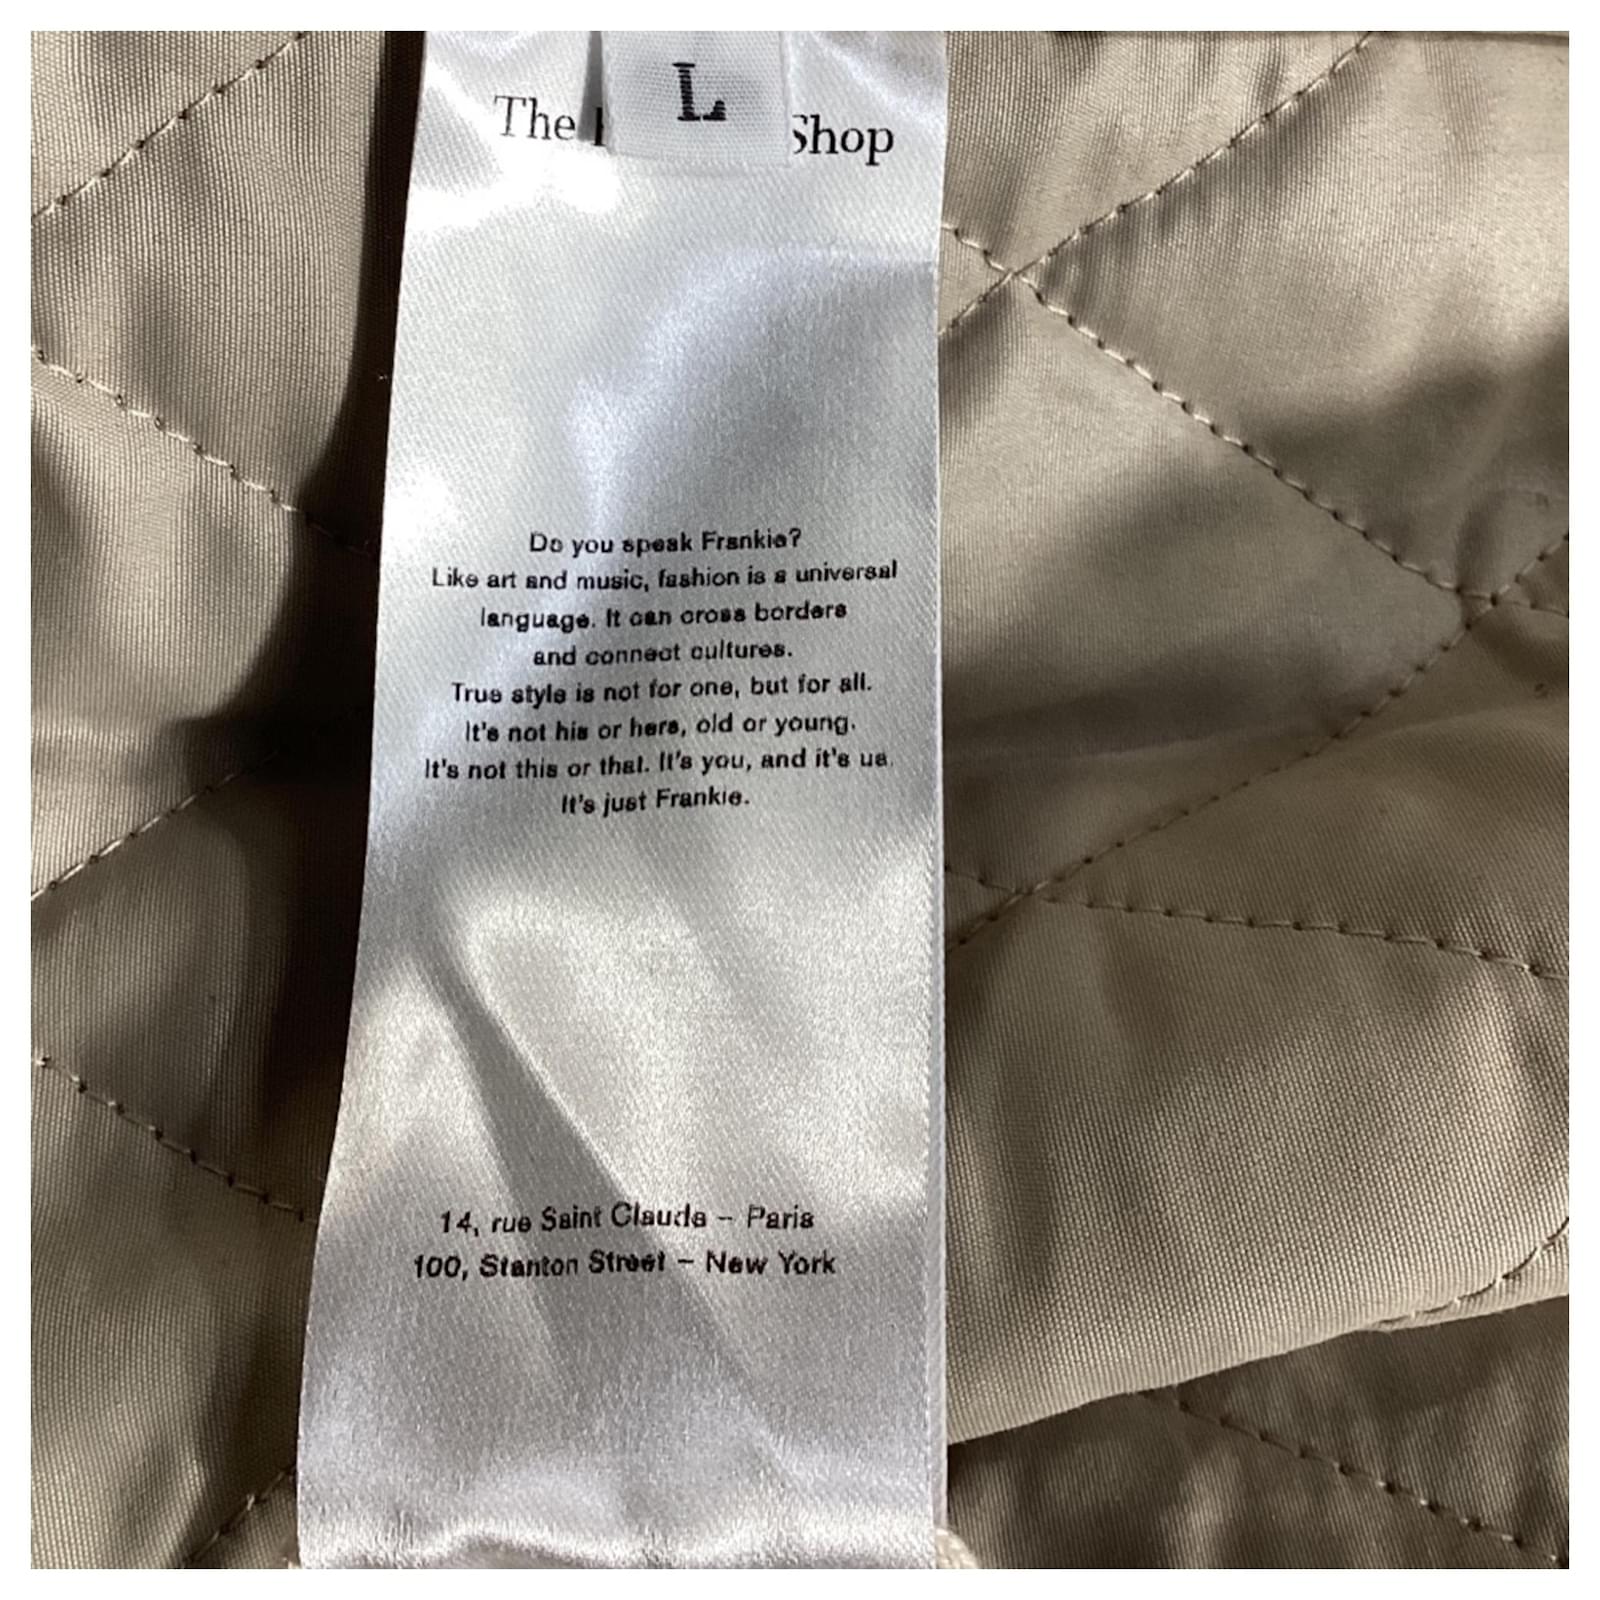 L
The Shop
Do you speak Frankie?
Like art and music, fashion is a universal
language. It can cross borders
and connect cultures.
True style is not for one, but for all.
It's not his or hers, old or young.
It's not this or that. It's you, and it's us.
It's just Frankie.
14, rue Saint Claude – Paris
100, Stanton Street – New York